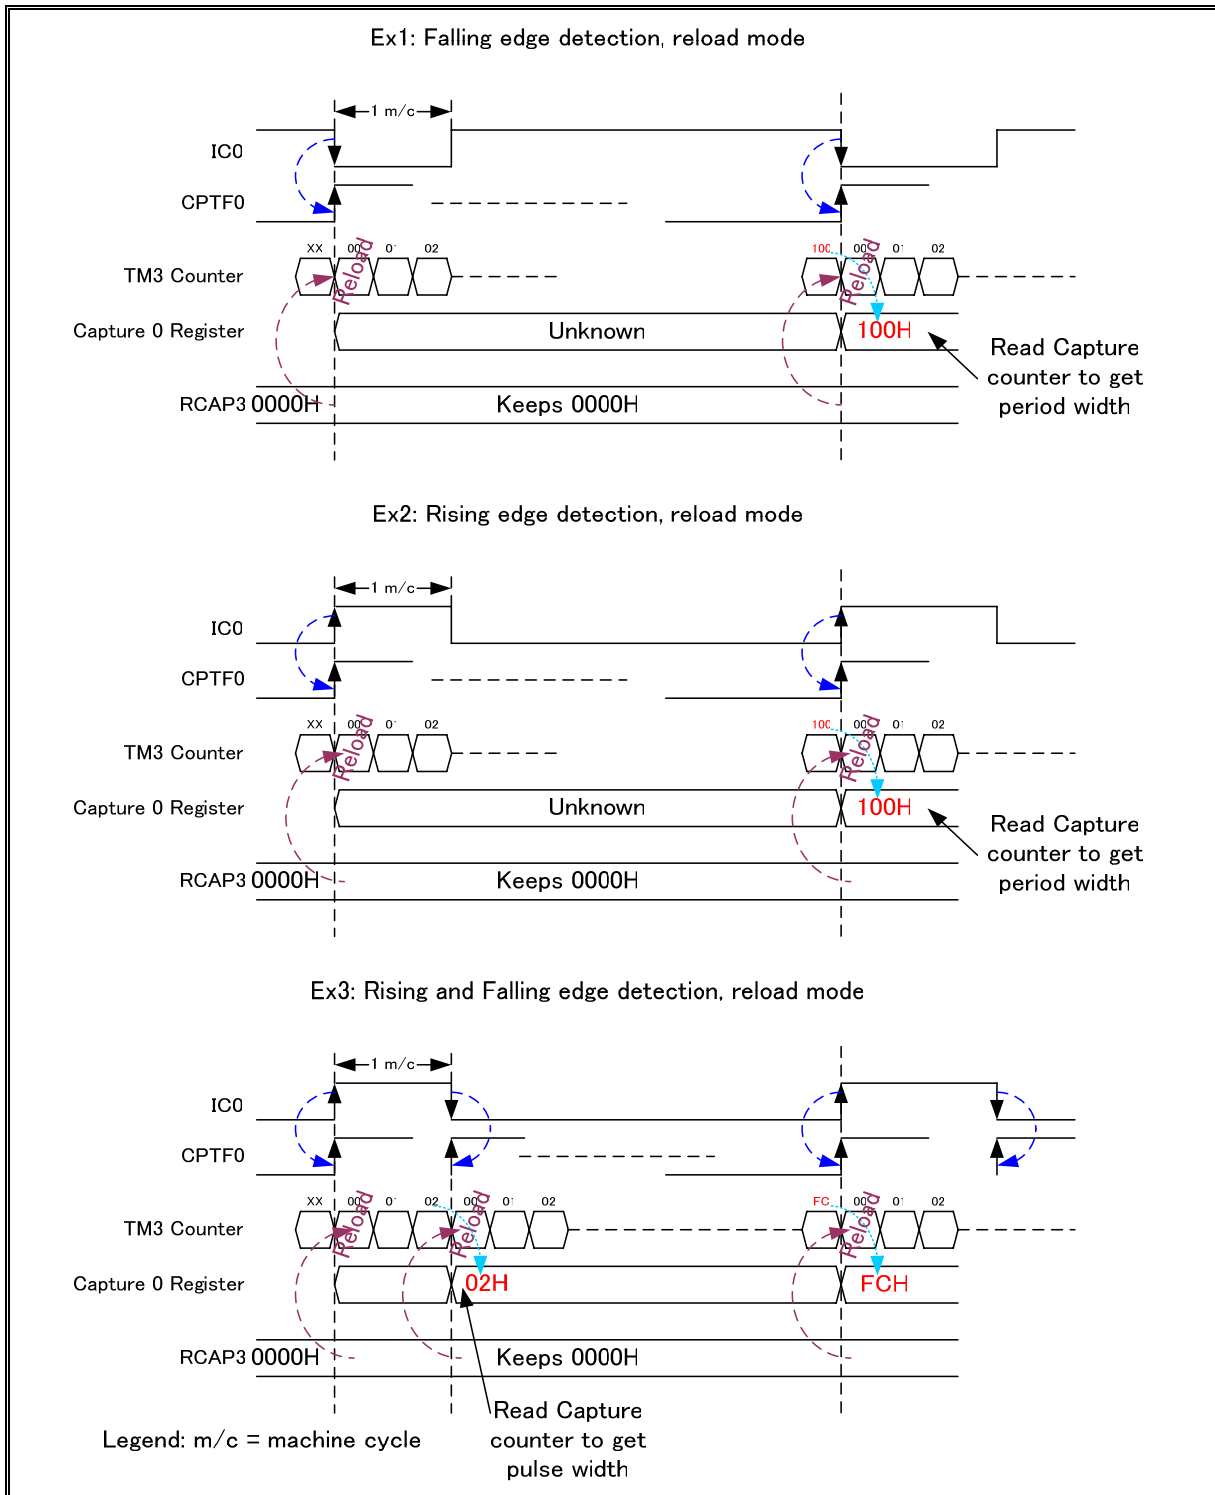 Ex1: Falling edge detection, reload mode
1 m/c
IC0
CPTF0
XX 00 01 02 100 00 01 02
TM3 Counter
Reload Reload
Capture 0 Register Unknown 100H
Read Capture
counter to get
period width
RCAP3 0000H Keeps 0000H
Ex2: Rising edge detection, reload mode
1 m/c
IC0
CPTF0
XX 00 01 02 100 00 01 02
TM3 Counter
Reload Reload
Capture 0 Register Unknown 100H
Read Capture
counter to get
period width
RCAP3 0000H Keeps 0000H
Ex3: Rising and Falling edge detection, reload mode
1 m/c
IC0
CPTF0
XX 00 01 02 00 01 02 FC 00 01 02
TM3 Counter
Reload Reload Reload
Capture 0 Register 02H FCH
RCAP3 0000H Keeps 0000H
Read Capture
counter to get
pulse width
Legend: m/c = machine cycle